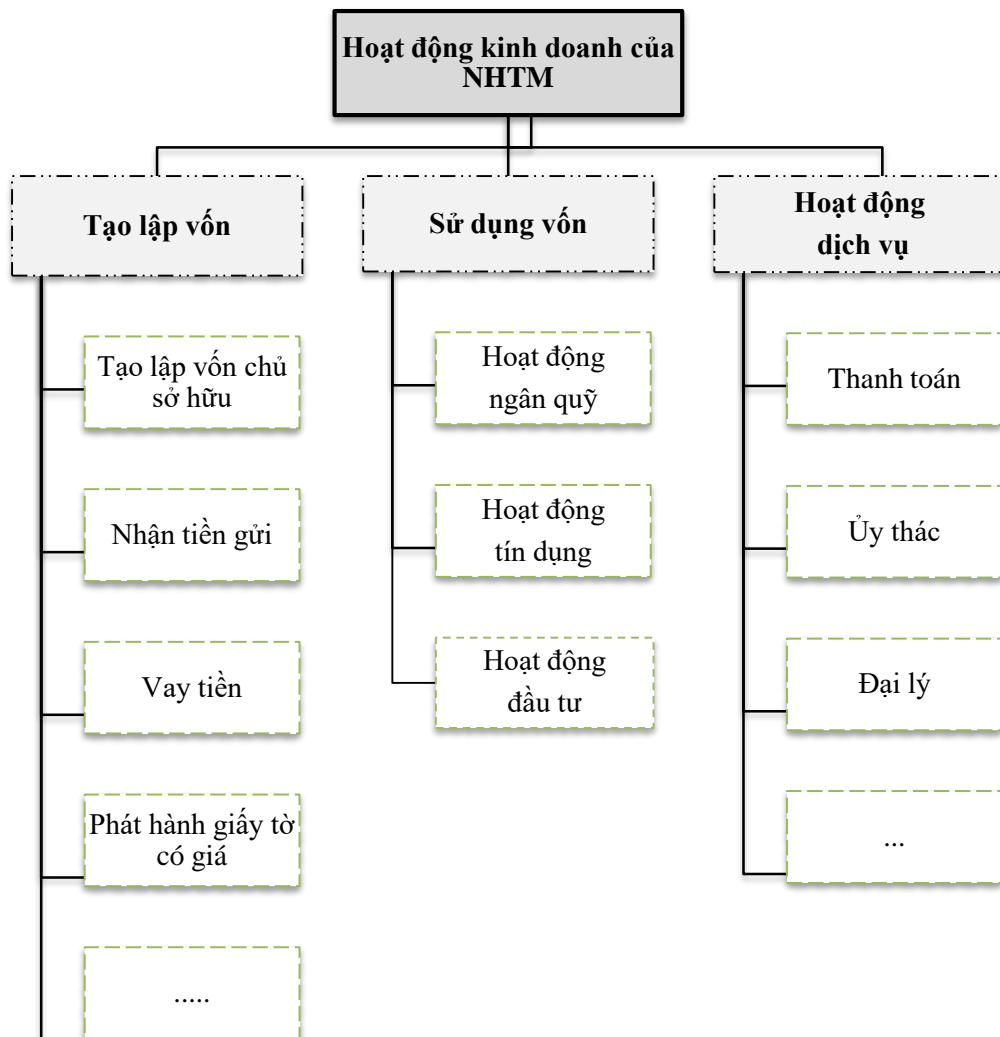 Hoạt động kinh doanh của
NHTM
Tạo lập vốn
Sử dụng vốn
Hoạt động
dịch vụ
Tạo lập vốn chủ
sở hữu
Nhận tiền gửi
Vay tiền
Phát hành giấy tờ
có giá
.....
Hoạt động
ngân quỹ
Hoạt động
tín dụng
Hoạt động
đầu tư
Thanh toán
Ủy thác
Đại lý
...